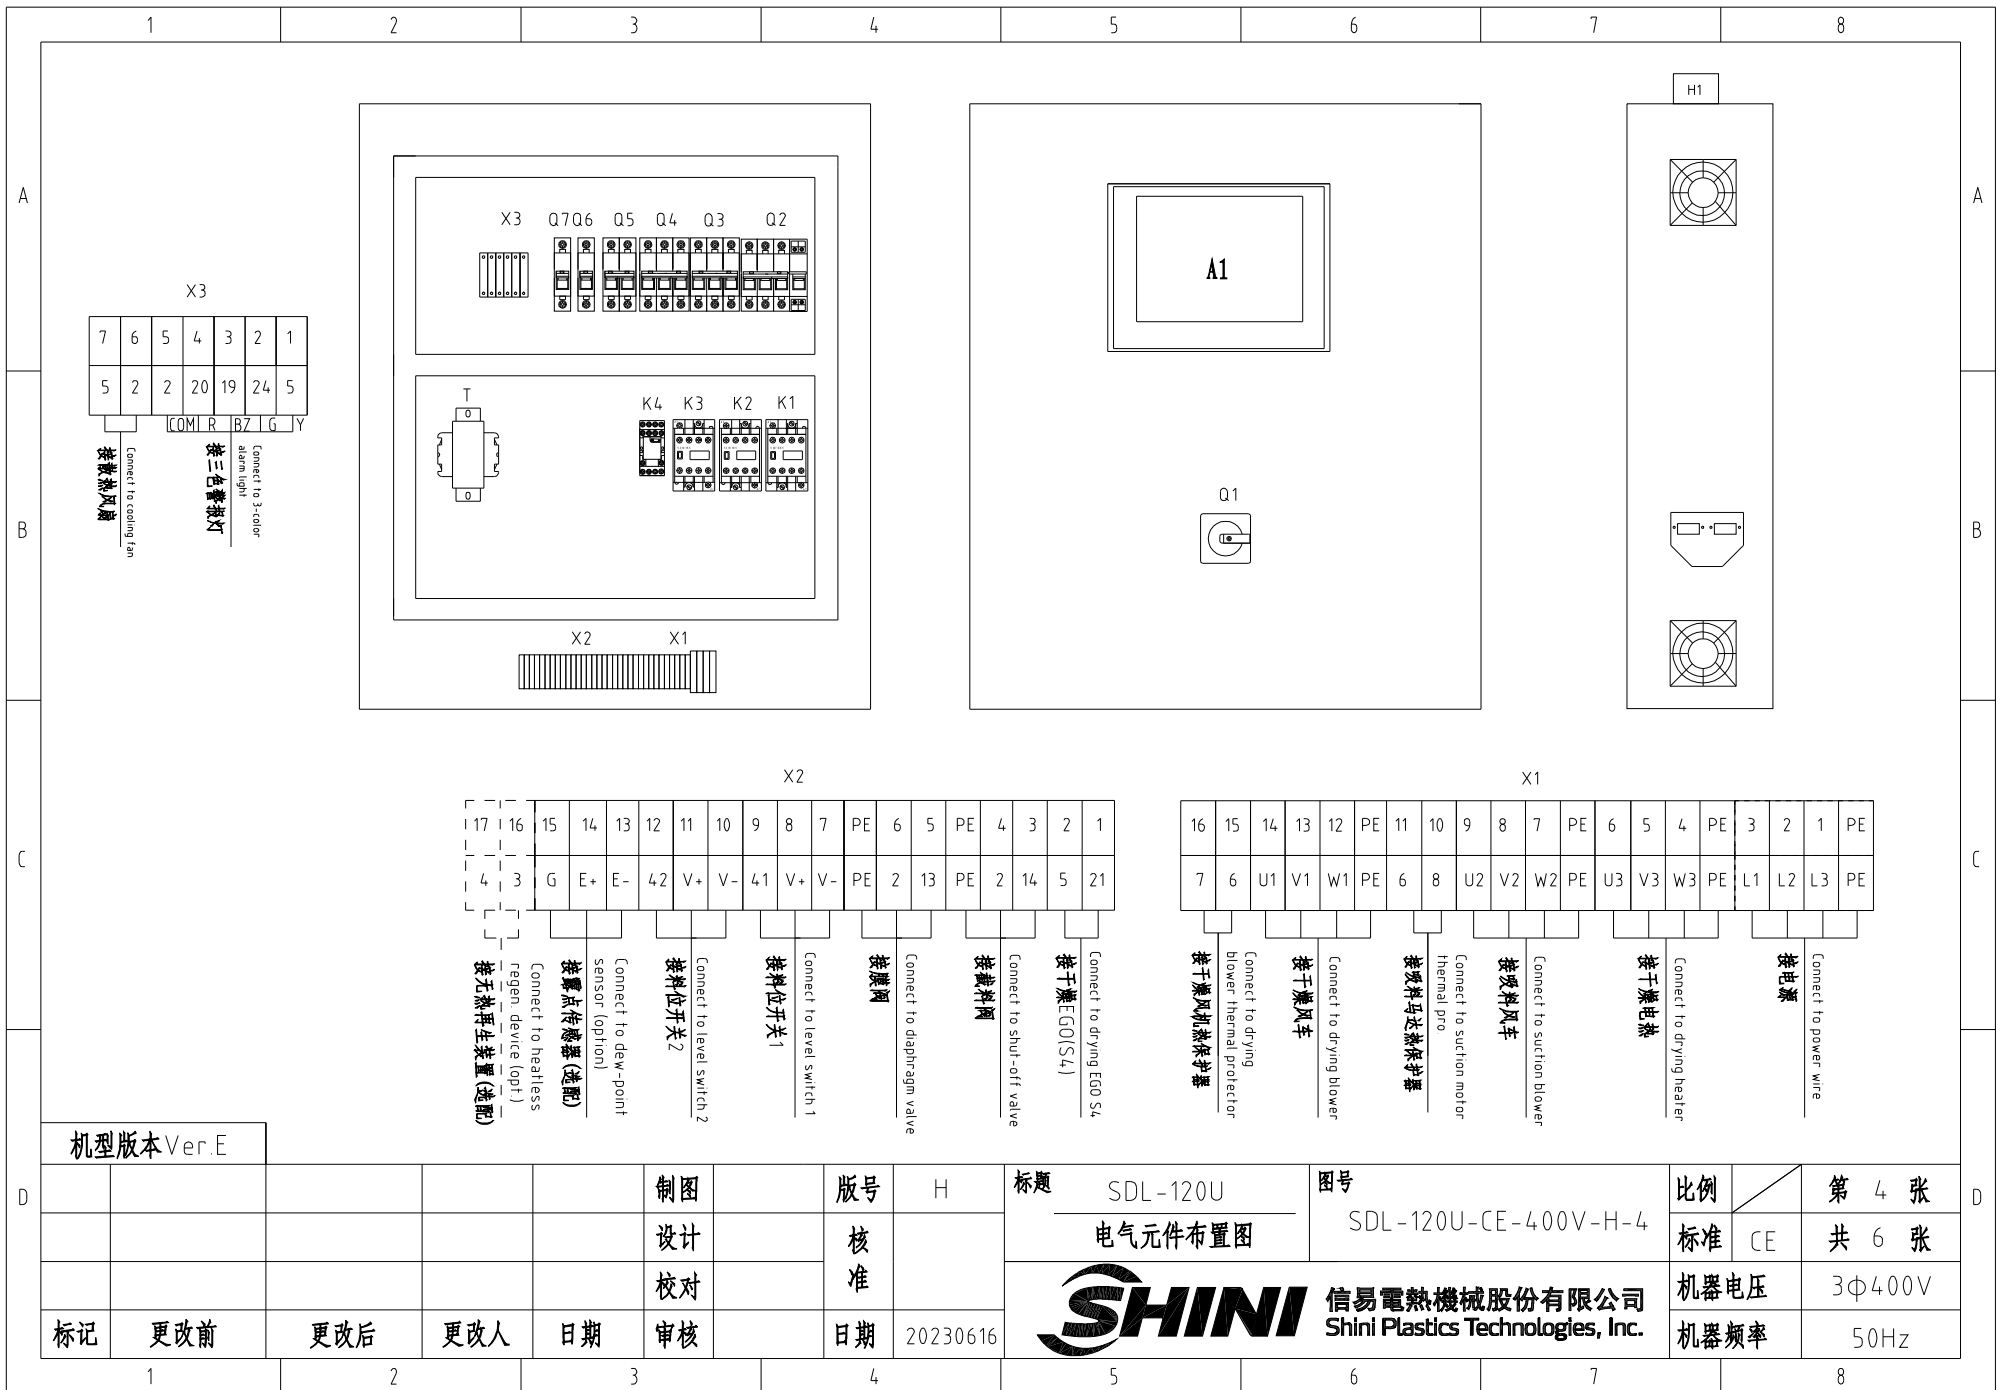 1 2 3 4 5 6 7 8
H1
A A
X3 Q7 Q6 Q5 Q4 Q3 Q2
A1
X3
7 6 5 4 3 2 1
5 2 2 20 19 24 5
COM R BZ G Y
接散热风扇
Connect to cooling fan
接三色警报灯
Connect to 3-color
alarm light
T K4 K3 K2 K1
Q1
B B
X2 X1
X2
17 16 15 14 13 12 11 10 9 8 7 PE 6 5 PE 4 3 2 1
4 3 G E+ E- 42 V+ V- 41 V+ V- PE 2 13 PE 2 14 5 21
接无热再生装置(选配)
Connect to heatless
regen. device (opt.)
接露点传感器(选配)
Connect to dew-point
sensor (option)
接料位开关2
Connect to level switch 2
接料位开关1
Connect to level switch 1
接膜阀
Connect to diaphragm valve
接截料阀
Connect to shut-off valve
接干燥EGO(S4)
Connect to drying EGO S4
X1
16 15 14 13 12 PE 11 10 9 8 7 PE 6 5 4 PE 3 2 1 PE
7 6 U1 V1 W1 PE 6 8 U2 V2 W2 PE U3 V3 W3 PE L1 L2 L3 PE
接干燥风机热保护器
Connect to drying
blower thermal protector
接干燥风车
Connect to drying blower
接吸料马达热保护器
Connect to suction motor
thermal pro
接吸料风车
Connect to suction blower
接干燥电热
Connect to drying heater
接电源
Connect to power wire
C C
机型版本Ver.E
D D
制图 版号 H
设计 核准
校对
标记 更改前 更改后 更改人 日期 审核 日期 20230616
标题 SDL-120U
电气元件布置图
图号
SDL-120U-CE-400V-H-4
比例 第 4 张
标准 CE 共 6 张
机器电压 3φ400V
机器频率 50Hz
SHINI
信易電熱機械股份有限公司
Shini Plastics Technologies, Inc.
1 2 3 4 5 6 7 8